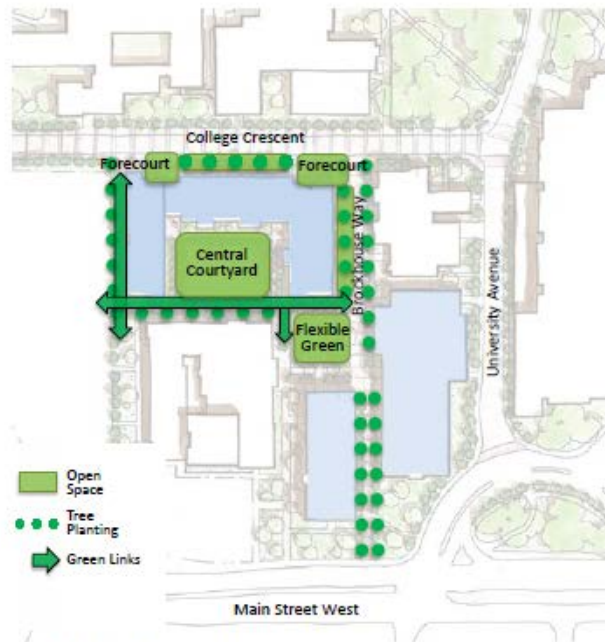 College Crescent
Forecourt
Forecourt
Central
Courtyard
Brockhouse Way
Flexible
Green
University Avenue
Open
Space
Tree
Planting
Green Links
Main Street West